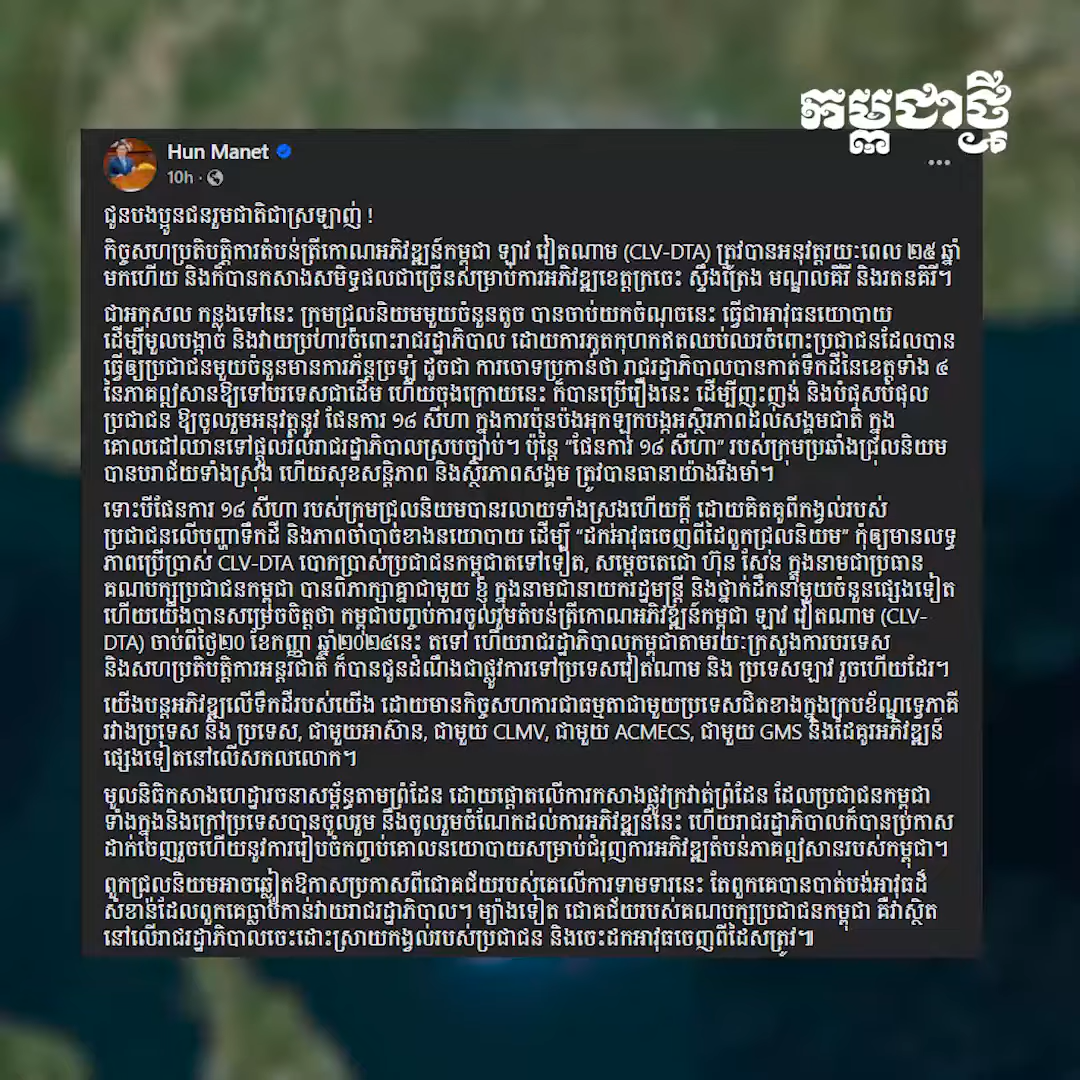 កម្ពុជាថ្មី
Hun Manet
10h ·
ជូនបងប្អូនជនរួមជាតិជាស្រឡាញ់ !
កិច្ចសហប្រតិបត្តិការតំបន់ត្រីកោណអភិវឌ្ឍន៍កម្ពុជា ឡាវ វៀតណាម (CLV-DTA) ត្រូវបានអនុវត្តរយៈពេល ២៥ ឆ្នាំ
មកហើយ និងក៏បានកសាងសមិទ្ធផលជាច្រើនសម្រាប់ការអភិវឌ្ឍខេត្តក្រចេះ ស្ទឹងត្រែង មណ្ឌលគីរី និងរតនគិរី។
ជាអកុសល កន្លងទៅនេះ ក្រុមជ្រុលនិយមមួយចំនួនតូច បានចាប់យកចំណុចនេះ ធ្វើជាអាវុធនយោបាយ
ដើម្បីមួលបង្កាច់ និងវាយប្រហារចំពោះរាជរដ្ឋាភិបាល ដោយការភូតកុហកឥតឈប់ឈរចំពោះប្រជាជនដែលបាន
ធ្វើឲ្យប្រជាជនមួយចំនួនមានការភ័ន្តច្រឡំ ដូចជា ការចោទប្រកាន់ថា រាជរដ្ឋាភិបាលបានកាត់ទឹកដីនៃខេត្តទាំង ៤
នៃភាគឦសានឱ្យទៅបរទេសជាដើម ហើយចុងក្រោយនេះ ក៏បានប្រើរឿងនេះ ដើម្បីញុះញង់ និងបំផុសបំផុល
ប្រជាជន ឱ្យចូលរួមអនុវត្តនូវ ផែនការ ១៨ សីហា ក្នុងការប៉ុនប៉ងអុកឡុកបង្កអស្ថិរភាពដល់សង្គមជាតិ ក្នុង
គោលដៅឈានទៅផ្ដួលរំលំរាជរដ្ឋាភិបាលស្របច្បាប់។ ប៉ុន្តែ “ផែនការ ១៨ សីហា” របស់ក្រុមប្រឆាំងជ្រុលនិយម
បានបរាជ័យទាំងស្រុង ហើយសុខសន្តិភាព និងស្ថិរភាពសង្គម ត្រូវបានធានាយ៉ាងរឹងមាំ។
ទោះបីផែនការ ១៨ សីហា របស់ក្រុមជ្រុលនិយមបានរលាយទាំងស្រុងហើយក្តី ដោយគិតគូពីកង្វល់របស់
ប្រជាជនលើបញ្ហាទឹកដី និងភាពចាំបាច់ខាងនយោបាយ ដើម្បី “ដកអាវុធចេញពីដៃពួកជ្រុលនិយម” កុំឲ្យមានលទ្ធ
ភាពប្រើប្រាស់ CLV-DTA បោកប្រាស់ប្រជាជនកម្ពុជាតទៅទៀត, សម្តេចតេជោ ហ៊ុន សែន ក្នុងនាមជាប្រធាន
គណបក្សប្រជាជនកម្ពុជា បានពិភាក្សាគ្នាជាមួយ ខ្ញុំ ក្នុងនាមជានាយករដ្ឋមន្ត្រី និងថ្នាក់ដឹកនាំមួយចំនួនផ្សេងទៀត
ហើយយើងបានសម្រេចចិត្តថា កម្ពុជាបញ្ចប់ការចូលរួមតំបន់ត្រីកោណអភិវឌ្ឍន៍កម្ពុជា ឡាវ វៀតណាម (CLV-
DTA) ចាប់ពីថ្ងៃ២០ ខែកញ្ញា ឆ្នាំ២០២៤នេះ តទៅ ហើយរាជរដ្ឋាភិបាលកម្ពុជាតាមរយៈក្រសួងការបរទេស
និងសហប្រតិបត្តិការអន្តរជាតិ ក៏បានជូនដំណឹងជាផ្លូវការទៅប្រទេសវៀតណាម និង ប្រទេសឡាវ រួចហើយដែរ។
យើងបន្តអភិវឌ្ឍលើទឹកដីរបស់យើង ដោយមានកិច្ចសហការជាធម្មតាជាមួយប្រទេសជិតខាងក្នុងក្របខ័ណ្ឌទ្វេភាគី
រវាងប្រទេស និង ប្រទេស, ជាមួយអាស៊ាន, ជាមួយ CLMV, ជាមួយ ACMECS, ជាមួយ GMS និងដៃគូរអភិវឌ្ឍន៍
ផ្សេងទៀតនៅលើសកលលោក។
មូលនិធិកសាងហេដ្ឋារចនាសម្ព័ន្ធតាមព្រំដែន ដោយផ្តោតលើការកសាងផ្លូវក្រវាត់ព្រំដែន ដែលប្រជាជនកម្ពុជា
ទាំងក្នុងនិងក្រៅប្រទេសបានចូលរួម នឹងចូលរួមចំណែកដល់ការអភិវឌ្ឍន៍នេះ ហើយរាជរដ្ឋាភិបាលក៏បានប្រកាស
ដាក់ចេញរួចហើយនូវការរៀបចំកញ្ចប់គោលនយោបាយសម្រាប់ជំរុញការអភិវឌ្ឍតំបន់ភាគឦសានរបស់កម្ពុជា។
ពួកជ្រុលនិយមអាចឆ្លៀតឱកាសប្រកាសពីជោគជ័យរបស់គេលើការទាមទារនេះ តែពួកគេបានបាត់បង់អាវុធដ៏
សំខាន់ដែលពួកគេធ្លាប់កាន់វាយរាជរដ្ឋាភិបាល។ ម្យ៉ាងទៀត ជោគជ័យរបស់គណបក្សប្រជាជនកម្ពុជា គឺវាស្ថិត
នៅលើរាជរដ្ឋាភិបាលចេះដោះស្រាយកង្វល់របស់ប្រជាជន និងចេះដកអាវុធចេញពីដៃសត្រូវ៕